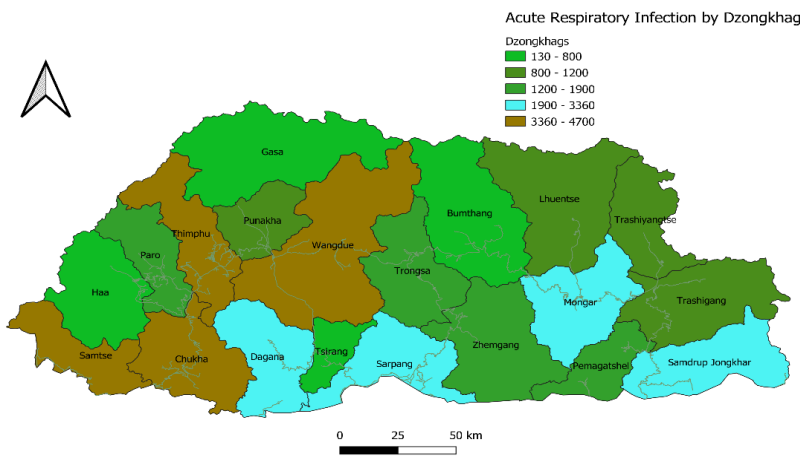 Acute Respiratory Infection by Dzongkhag
Dzongkhags
130 - 800
800 - 1200
1200 - 1900
1900 - 3360
3360 - 4700
Gasa
Lhuentse
Punakha
Bumthang
Trashiyangtse
Thimphu
Wangdue
Paro
Trongsa
Haa
Mongar
Trashigang
Samtse
Chukha
Dagana
Tsirang
Zhemgang
Sarpang
Pemagatshel
Samdrup Jongkhar
0 25 50 km